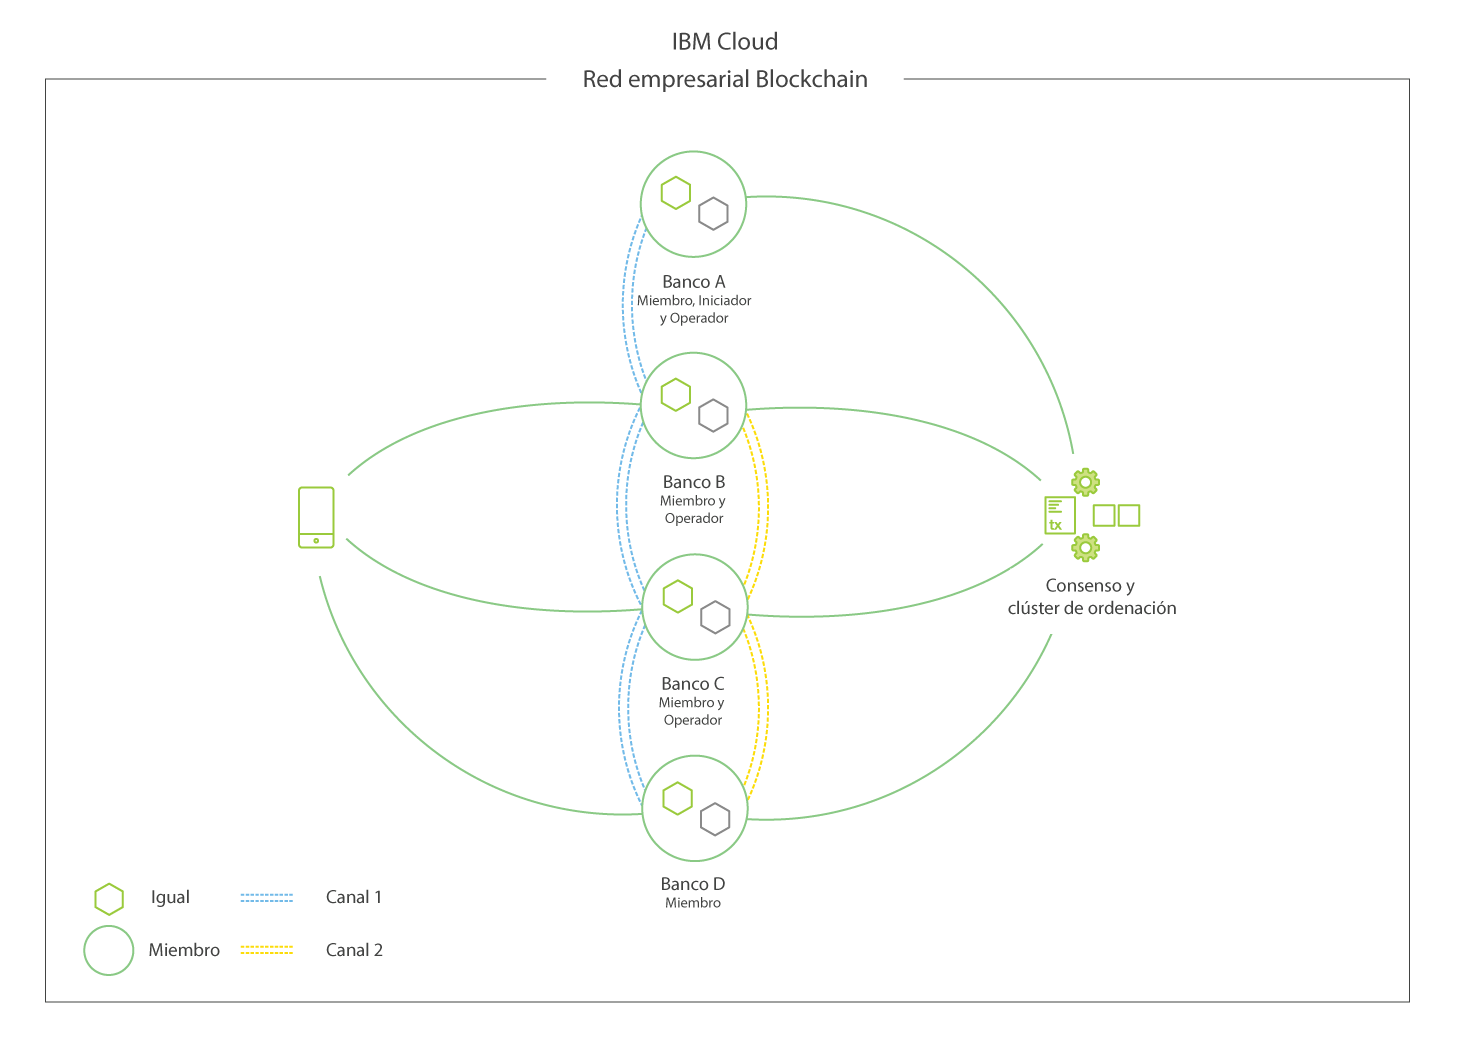 IBM Cloud
Red empresarial Blockchain
Banco A
Miembro, Iniciador
y Operador
Banco B
Miembro y
Operador
tx
Consenso y
clúster de ordenación
Banco C
Miembro y
Operador
Banco D
Miembro
Igual
Canal 1
Miembro
Canal 2